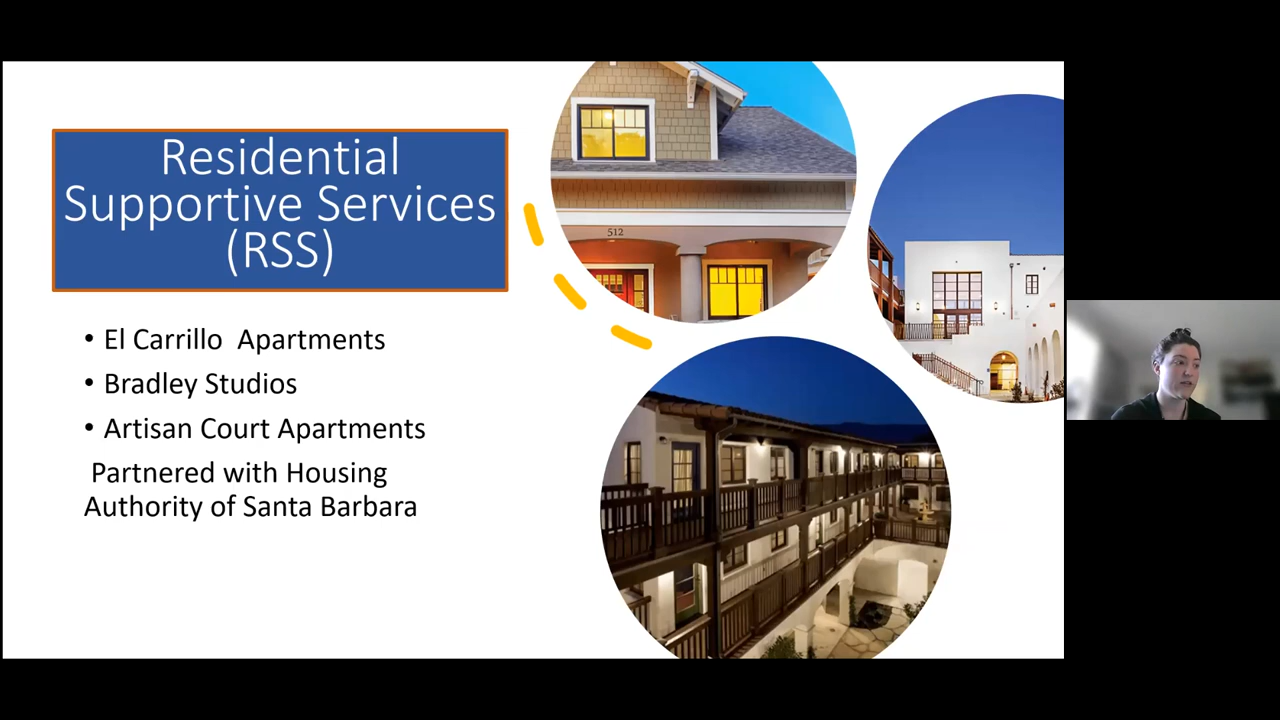 Residential
Supportive Services
(RSS)
• El Carrillo  Apartments
• Bradley Studios
• Artisan Court Apartments
Partnered with Housing
Authority of Santa Barbara
512